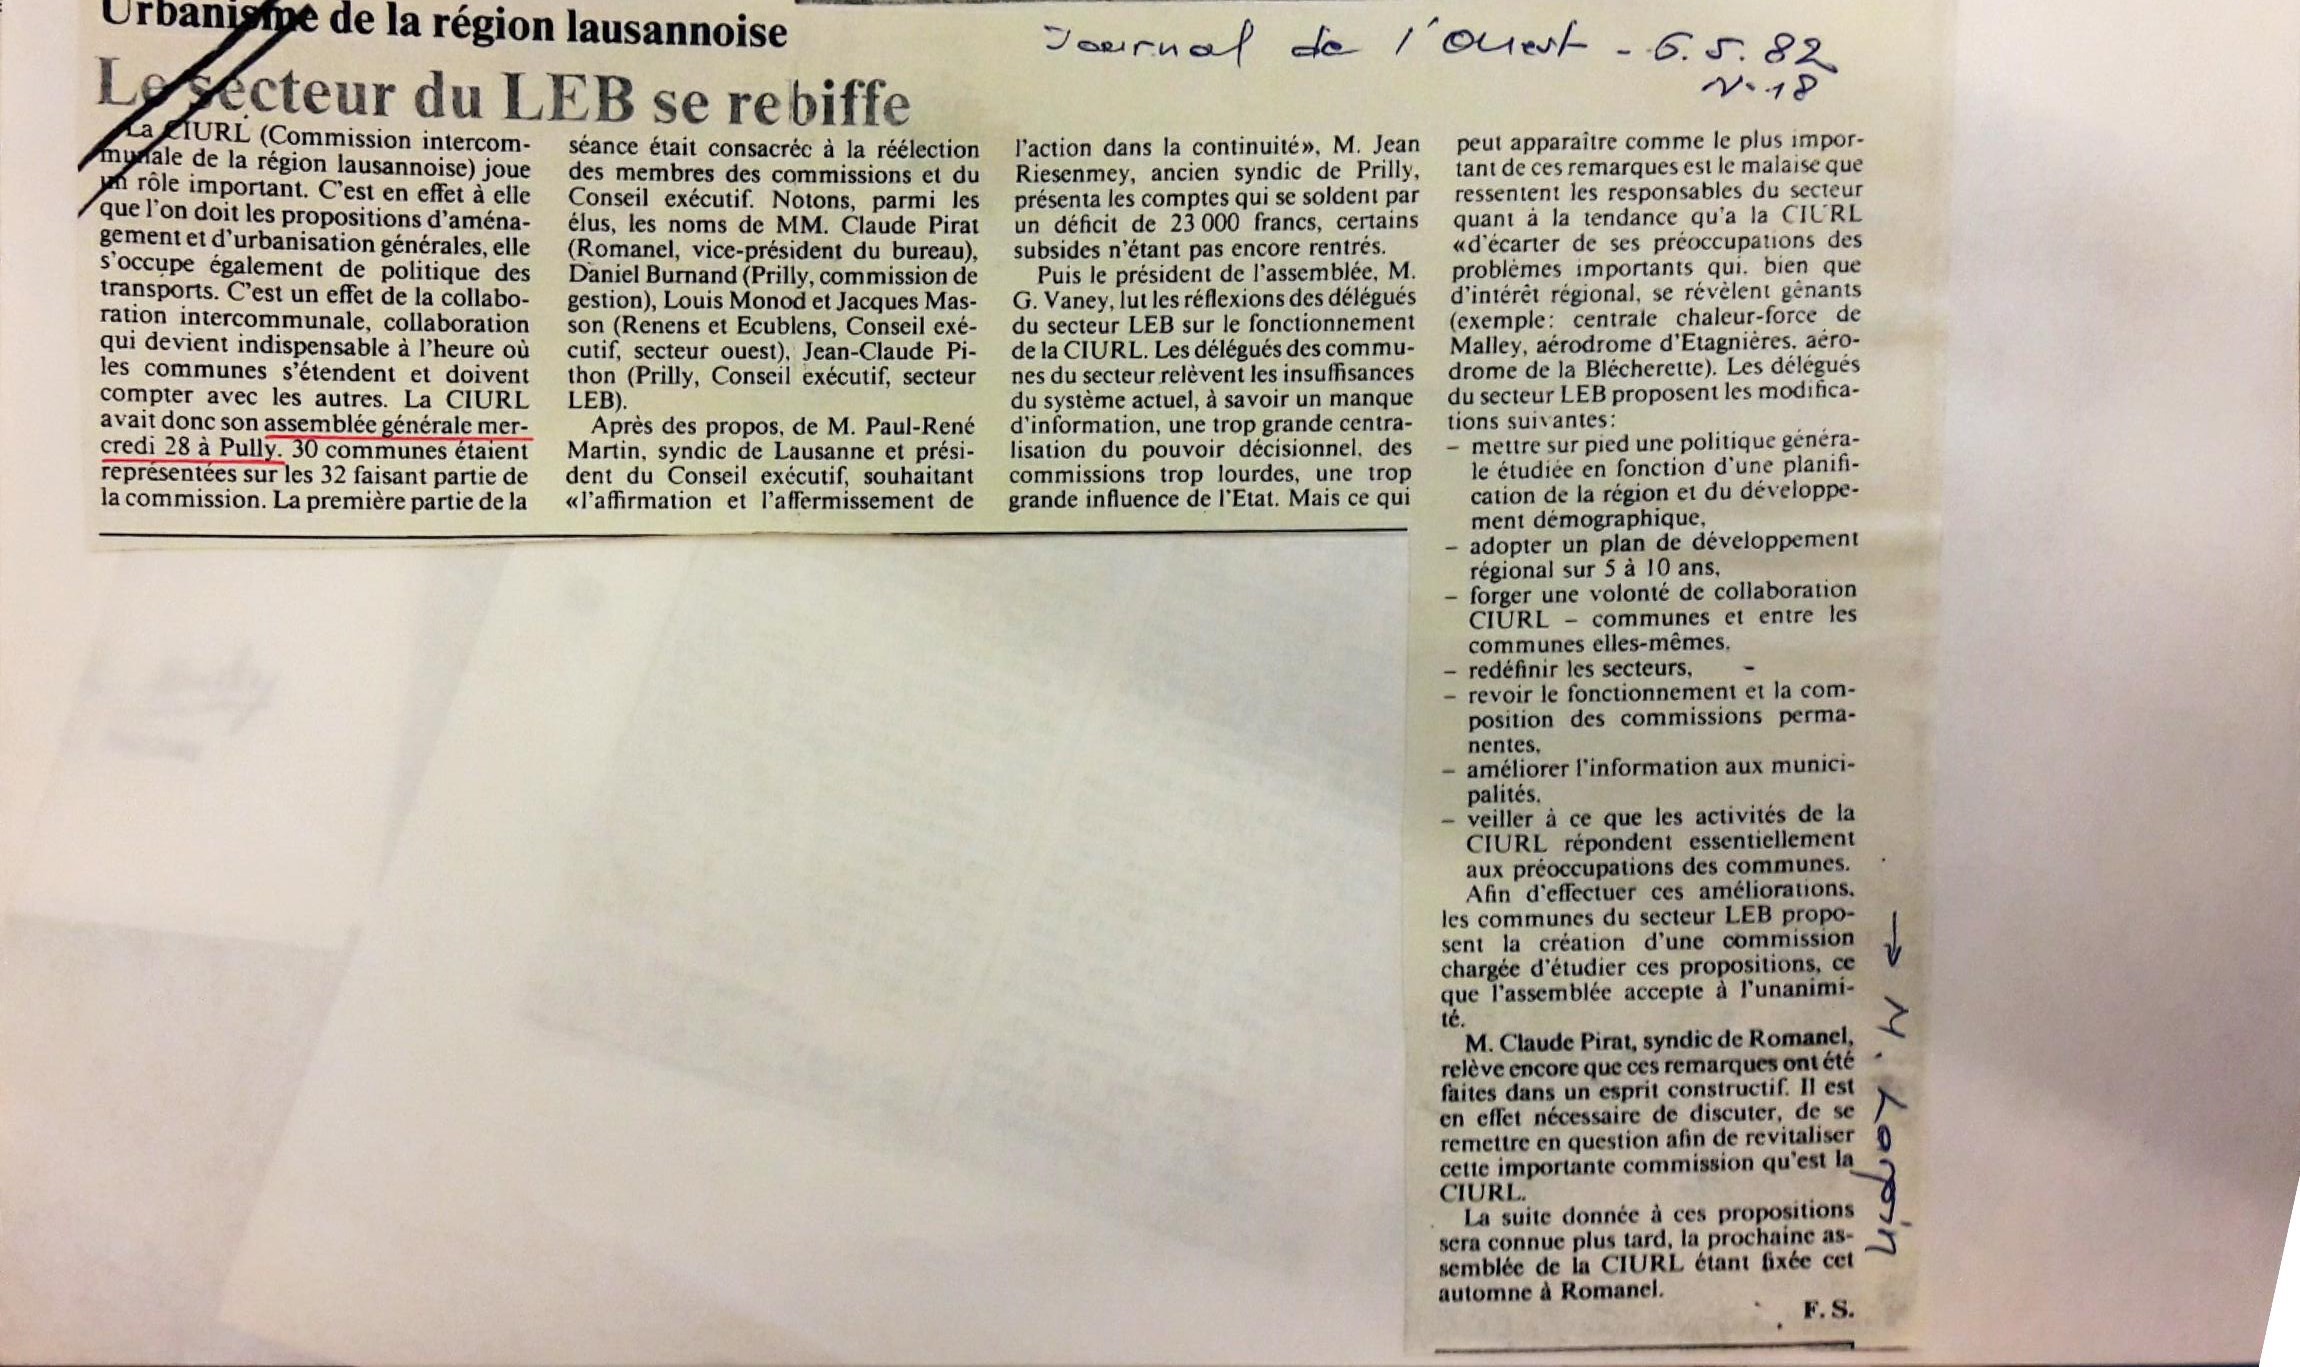 Urbanisme de la région lausannoise
Journal de l'Ouest - 6.5.82
N. 18
Le secteur du LEB se rebiffe
La CIURL (Commission intercom-
munale de la région lausannoise) joue
un rôle important. C'est en effet à elle
que l'on doit les propositions d'aména-
gement et d'urbanisation générales, elle
s'occupe également de politique des
transports. C'est un effet de la collabo-
ration intercommunale, collaboration
qui devient indispensable à l'heure où
les communes s'étendent et doivent
compter avec les autres. La CIURL
avait donc son assemblée générale mer-
credi 28 à Pully. 30 communes étaient
représentées sur les 32 faisant partie de
la commission. La première partie de la
séance était consacrée à la réélection
des membres des commissions et du
Conseil exécutif. Notons, parmi les
élus, les noms de MM. Claude Pirat
(Romanel, vice-président du bureau),
Daniel Burnand (Prilly, commission de
gestion), Louis Monod et Jacques Mas-
son (Renens et Ecublens, Conseil exé-
cutif, secteur ouest), Jean-Claude Pi-
thon (Prilly, Conseil exécutif, secteur
LEB).
Après des propos, de M. Paul-René
Martin, syndic de Lausanne et prési-
dent du Conseil exécutif, souhaitant
«l'affirmation et l'affermissement de
l'action dans la continuité», M. Jean
Riesenmey, ancien syndic de Prilly,
présenta les comptes qui se soldent par
un déficit de 23 000 francs, certains
subsides n'étant pas encore rentrés.
Puis le président de l'assemblée, M.
G. Vaney, lut les réflexions des délégués
du secteur LEB sur le fonctionnement
de la CIURL. Les délégués des commu-
nes du secteur relèvent les insuffisances
du système actuel, à savoir un manque
d'information, une trop grande centra-
lisation du pouvoir décisionnel, des
commissions trop lourdes, une trop
grande influence de l'Etat. Mais ce qui
peut apparaître comme le plus impor-
tant de ces remarques est le malaise que
ressentent les responsables du secteur
quant à la tendance qu'a la CIURL
«d'écarter de ses préoccupations des
problèmes importants qui, bien que
d'intérêt régional, se révèlent gênants
(exemple: centrale chaleur-force de
Malley, aérodrome d'Etagnières, aéro-
drome de la Blécherette). Les délégués
du secteur LEB proposent les modifica-
tions suivantes:
– mettre sur pied une politique généra-
le étudiée en fonction d'une planifi-
cation de la région et du développe-
ment démographique,
– adopter un plan de développement
régional sur 5 à 10 ans,
– forger une volonté de collaboration
CIURL – communes et entre les
communes elles-mêmes,
– redéfinir les secteurs,
– revoir le fonctionnement et la com-
position des commissions perma-
nentes,
– améliorer l'information aux munici-
palités,
– veiller à ce que les activités de la
CIURL répondent essentiellement
aux préoccupations des communes.
Afin d'effectuer ces améliorations,
les communes du secteur LEB propo-
sent la création d'une commission
chargée d'étudier ces propositions, ce
que l'assemblée accepte à l'unanimi-
té.
M. Claude Pirat, syndic de Romanel,
relève encore que ces remarques ont été
faites dans un esprit constructif. Il est
en effet nécessaire de discuter, de se
remettre en question afin de revitaliser
cette importante commission qu'est la
CIURL.
La suite donnée à ces propositions
sera connue plus tard, la prochaine as-
semblée de la CIURL étant fixée cet
automne à Romanel.
F. S.